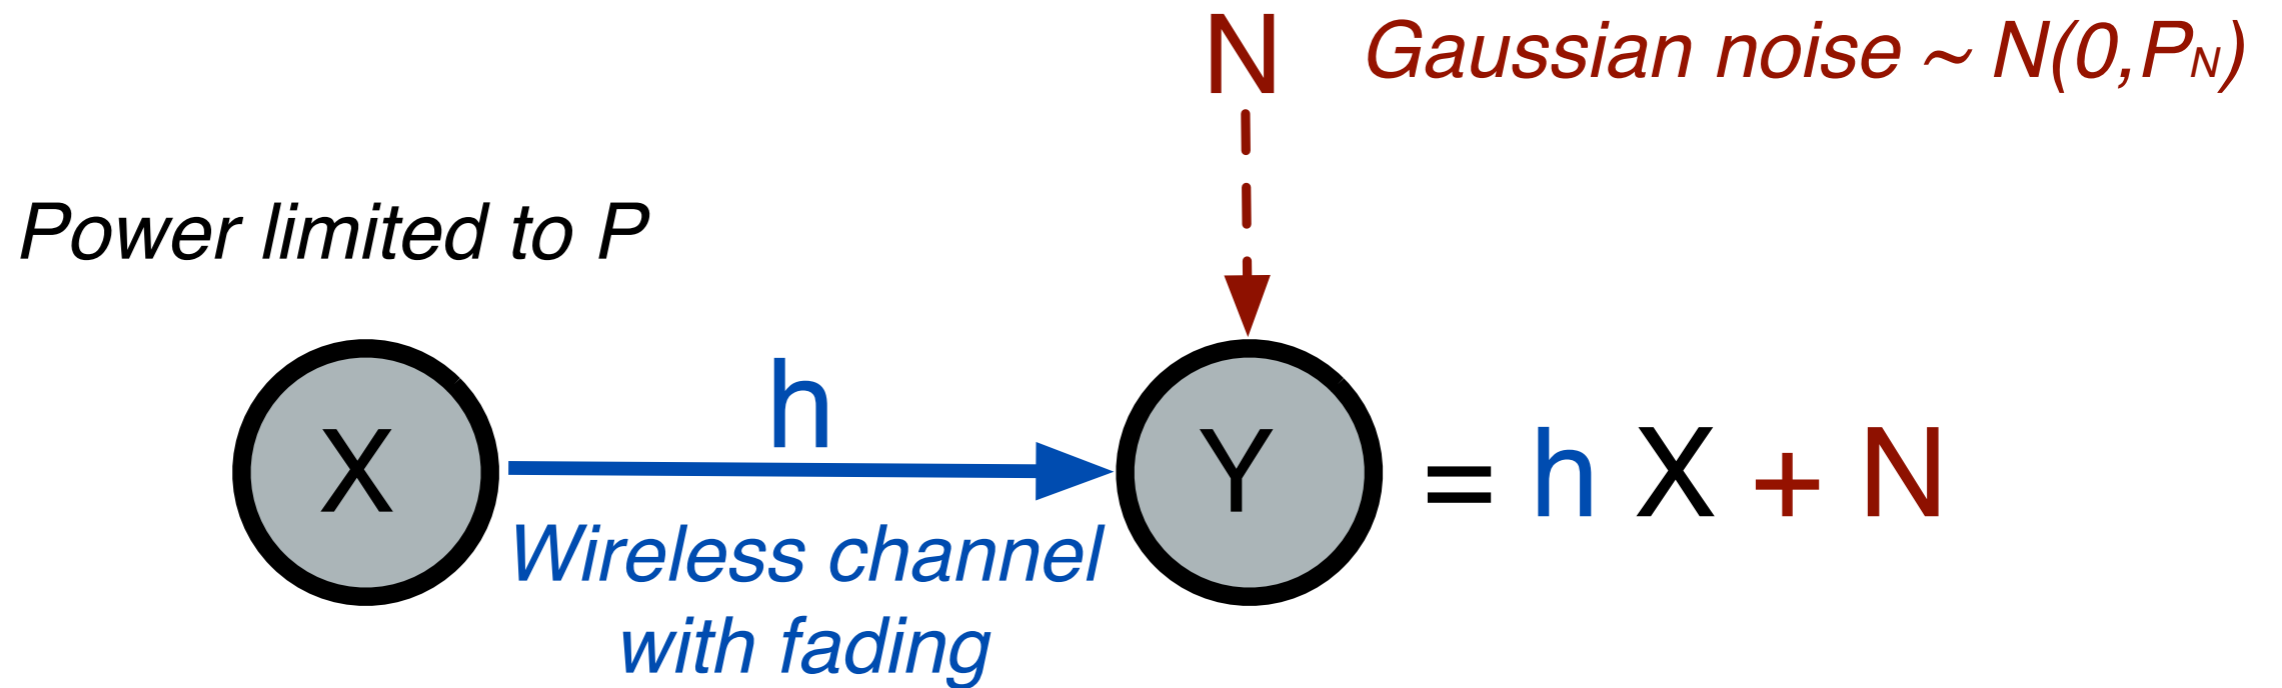 N Gaussian noise ~ N(0,PN)
Power limited to P
h
X Y = h X + N
Wireless channel
with fading